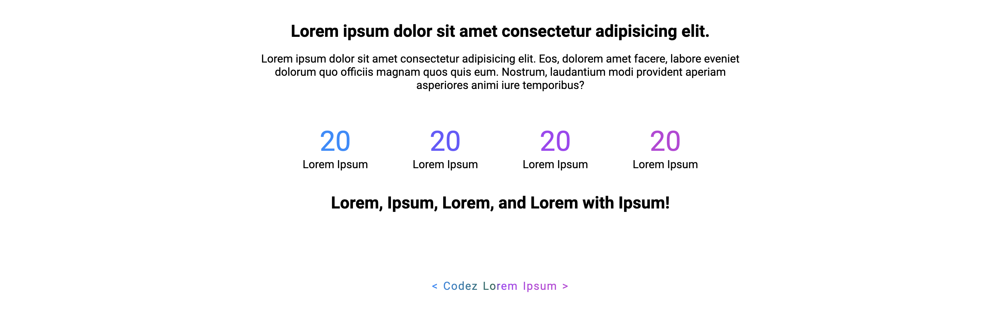 Lorem ipsum dolor sit amet consectetur adipisicing elit.
Lorem ipsum dolor sit amet consectetur adipisicing elit. Eos, dolorem amet facere, labore eveniet
dolorum quo officiis magnam quos quis eum. Nostrum, laudantium modi provident aperiam
asperiores animi iure temporibus?
20 20 20 20
Lorem Ipsum Lorem Ipsum Lorem Ipsum Lorem Ipsum
Lorem, Ipsum, Lorem, and Lorem with Ipsum!
< Codez Lorem Ipsum >